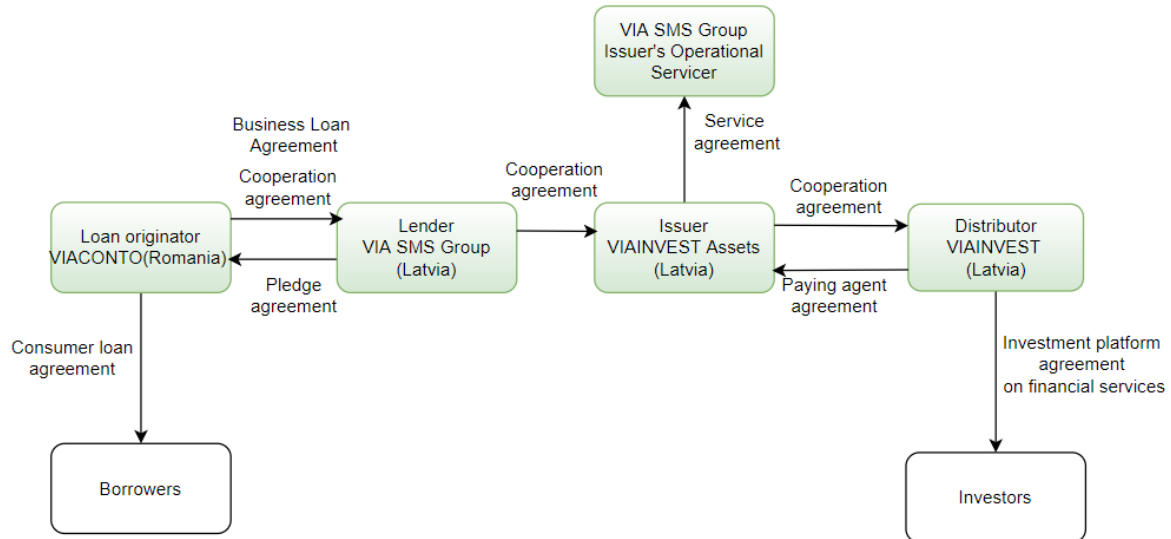 VIA SMS Group
Issuer's Operational
Servicer
Business Loan
Agreement
Cooperation
agreement
Cooperation
agreement
Service
agreement
Cooperation
agreement
Loan originator
VIACONTO(Romania)
Lender
VIA SMS Group
(Latvia)
Issuer
VIAINVEST Assets
(Latvia)
Distributor
VIAINVEST
(Latvia)
Pledge
agreement
Paying agent
agreement
Consumer loan
agreement
Investment platform
agreement
on financial services
Borrowers
Investors